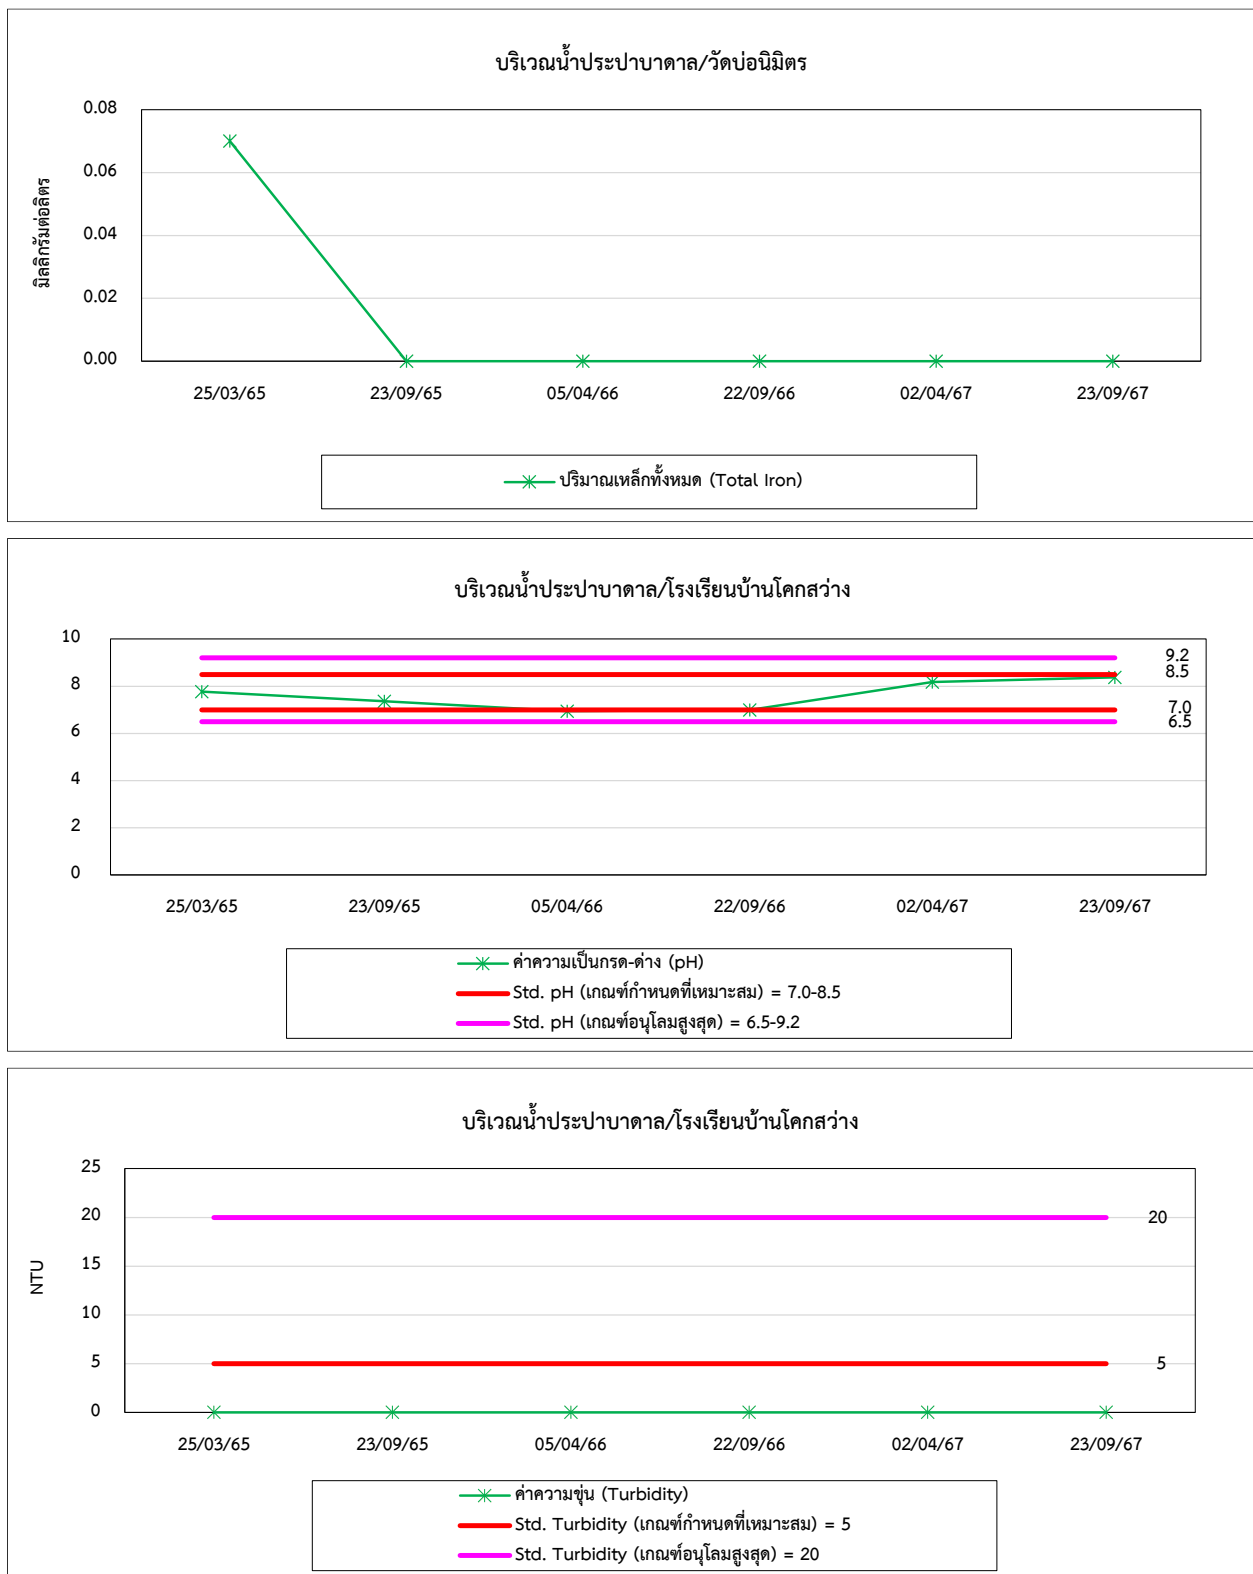 บริเวณน้ำประปาบาดาล/วัดบ่อนิมิตร
มิลลิกรัมต่อลิตร
0.08
0.06
0.04
0.02
0.00
25/03/65 23/09/65 05/04/66 22/09/66 02/04/67 23/09/67
ปริมาณเหล็กทั้งหมด (Total Iron)
บริเวณน้ำประปาบาดาล/โรงเรียนบ้านโคกสว่าง
10
8
6
4
2
0
9.2
8.5
7.0
6.5
25/03/65 23/09/65 05/04/66 22/09/66 02/04/67 23/09/67
ค่าความเป็นกรด-ด่าง (pH)
Std. pH (เกณฑ์กำหนดที่เหมาะสม) = 7.0-8.5
Std. pH (เกณฑ์อนุโลมสูงสุด) = 6.5-9.2
บริเวณน้ำประปาบาดาล/โรงเรียนบ้านโคกสว่าง
NTU
25
20
15
10
5
0
20
5
25/03/65 23/09/65 05/04/66 22/09/66 02/04/67 23/09/67
ค่าความขุ่น (Turbidity)
Std. Turbidity (เกณฑ์กำหนดที่เหมาะสม) = 5
Std. Turbidity (เกณฑ์อนุโลมสูงสุด) = 20